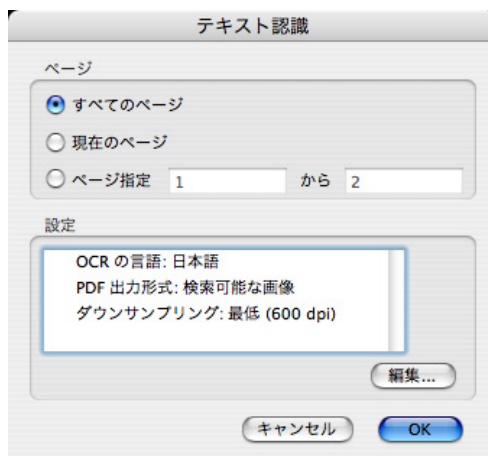 テキスト認識
ページ
すべてのページ
現在のページ
ページ指定 1 から 2
設定
OCR の言語: 日本語
PDF 出力形式: 検索可能な画像
ダウンサンプリング: 最低 (600 dpi)
編集...
キャンセル OK